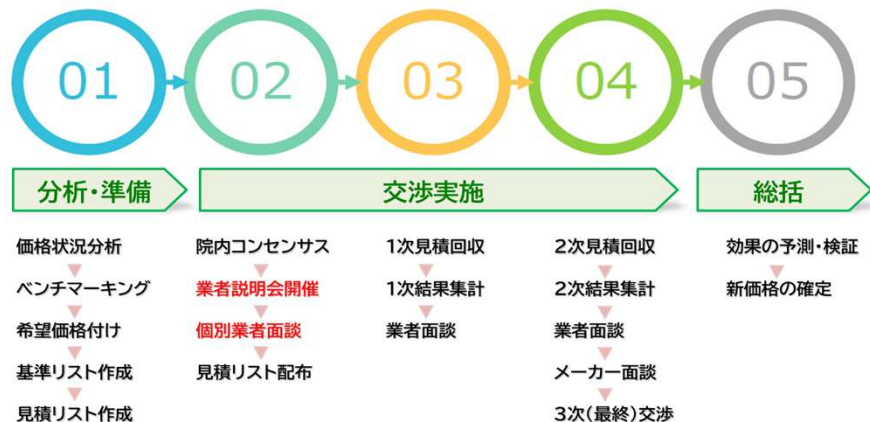 01
02
03
04
05
分析・準備
交渉実施
総括
価格状況分析
ベンチマーキング
希望価格付け
基準リスト作成
見積リスト作成
院内コンセンサス
業者説明会開催
個別業者面談
見積リスト配布
1次見積回収
1次結果集計
業者面談
2次見積回収
2次結果集計
業者面談
メーカー面談
3次(最終)交渉
効果の予測・検証
新価格の確定